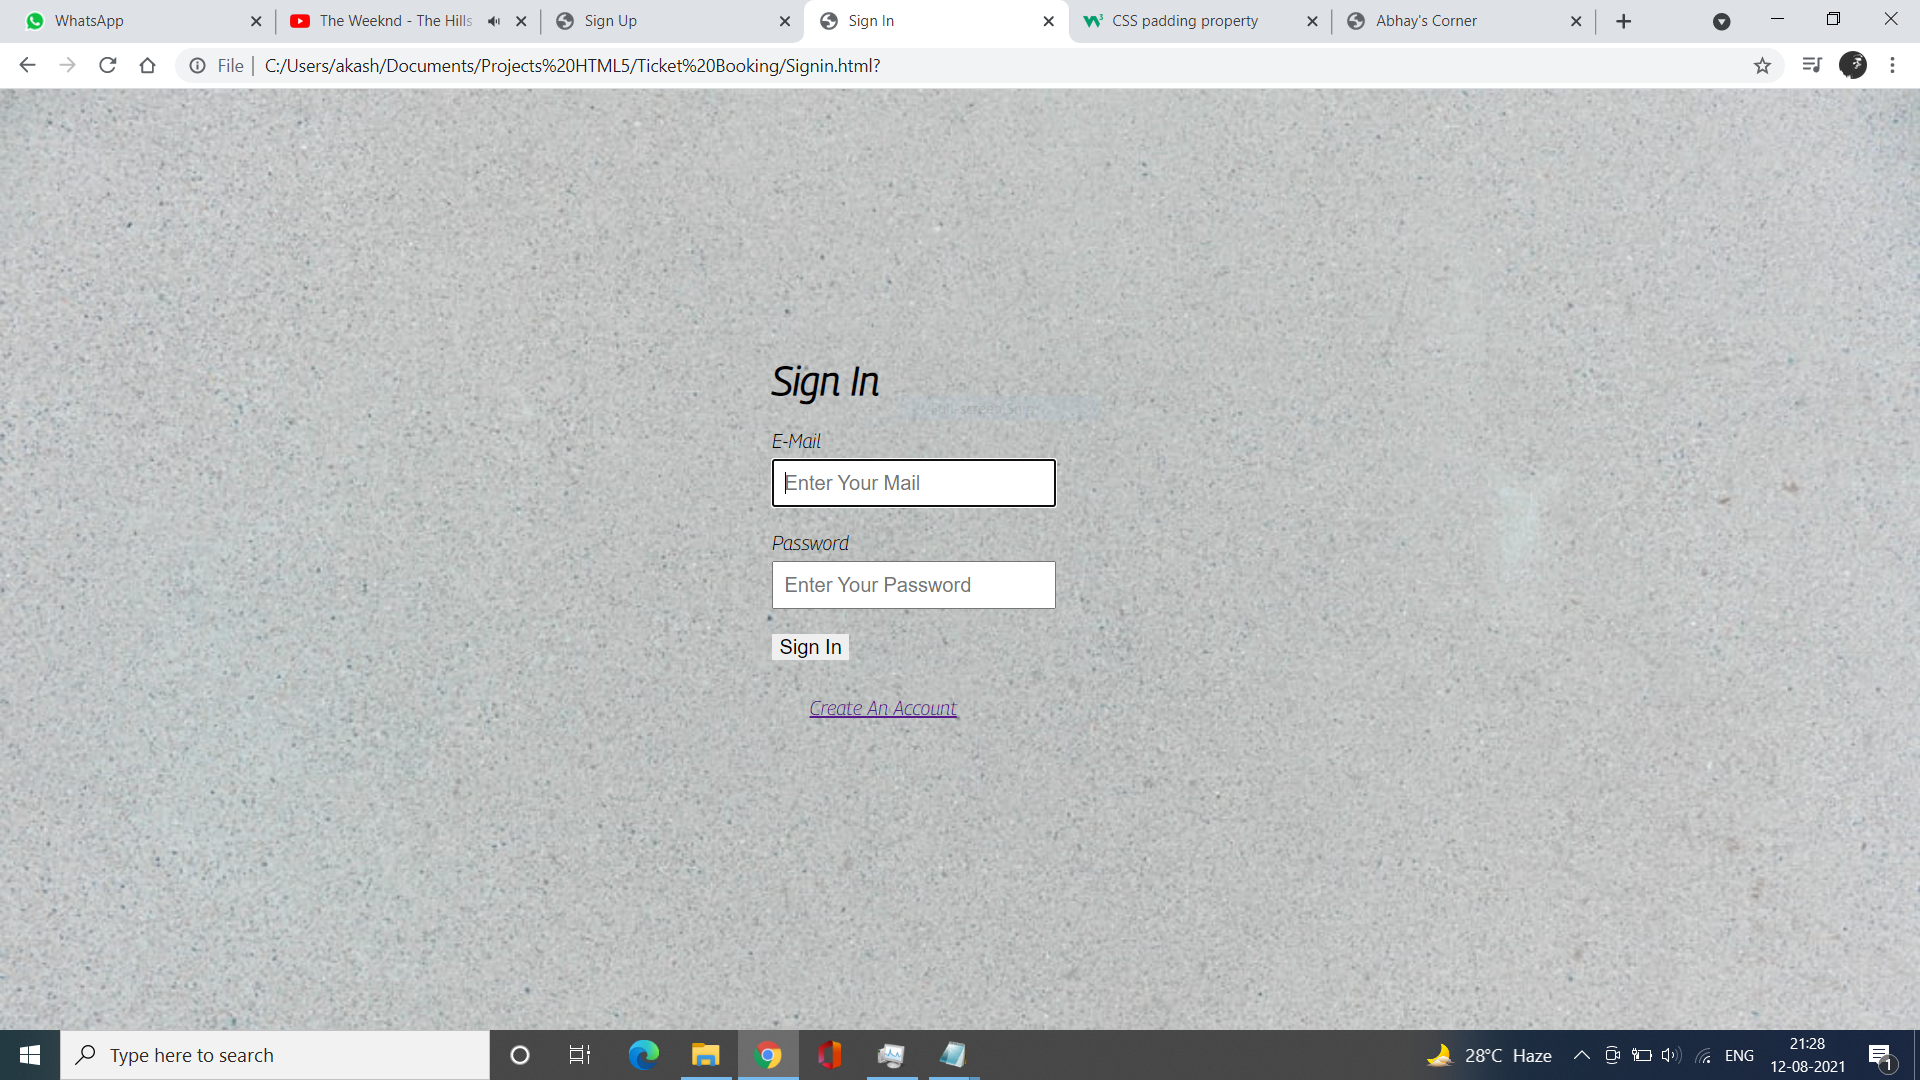 WhatsApp
The Weeknd - The Hills
Sign Up
Sign In
CSS padding property
Abhay's Corner
File
C:/Users/akash/Documents/Projects%20HTML5/Ticket%20Booking/Signin.html?
Sign In
E-Mail
Enter Your Mail
Password
Enter Your Password
Sign In
Create An Account
Type here to search
28°C Haze
ENG
21:28
12-08-2021
1